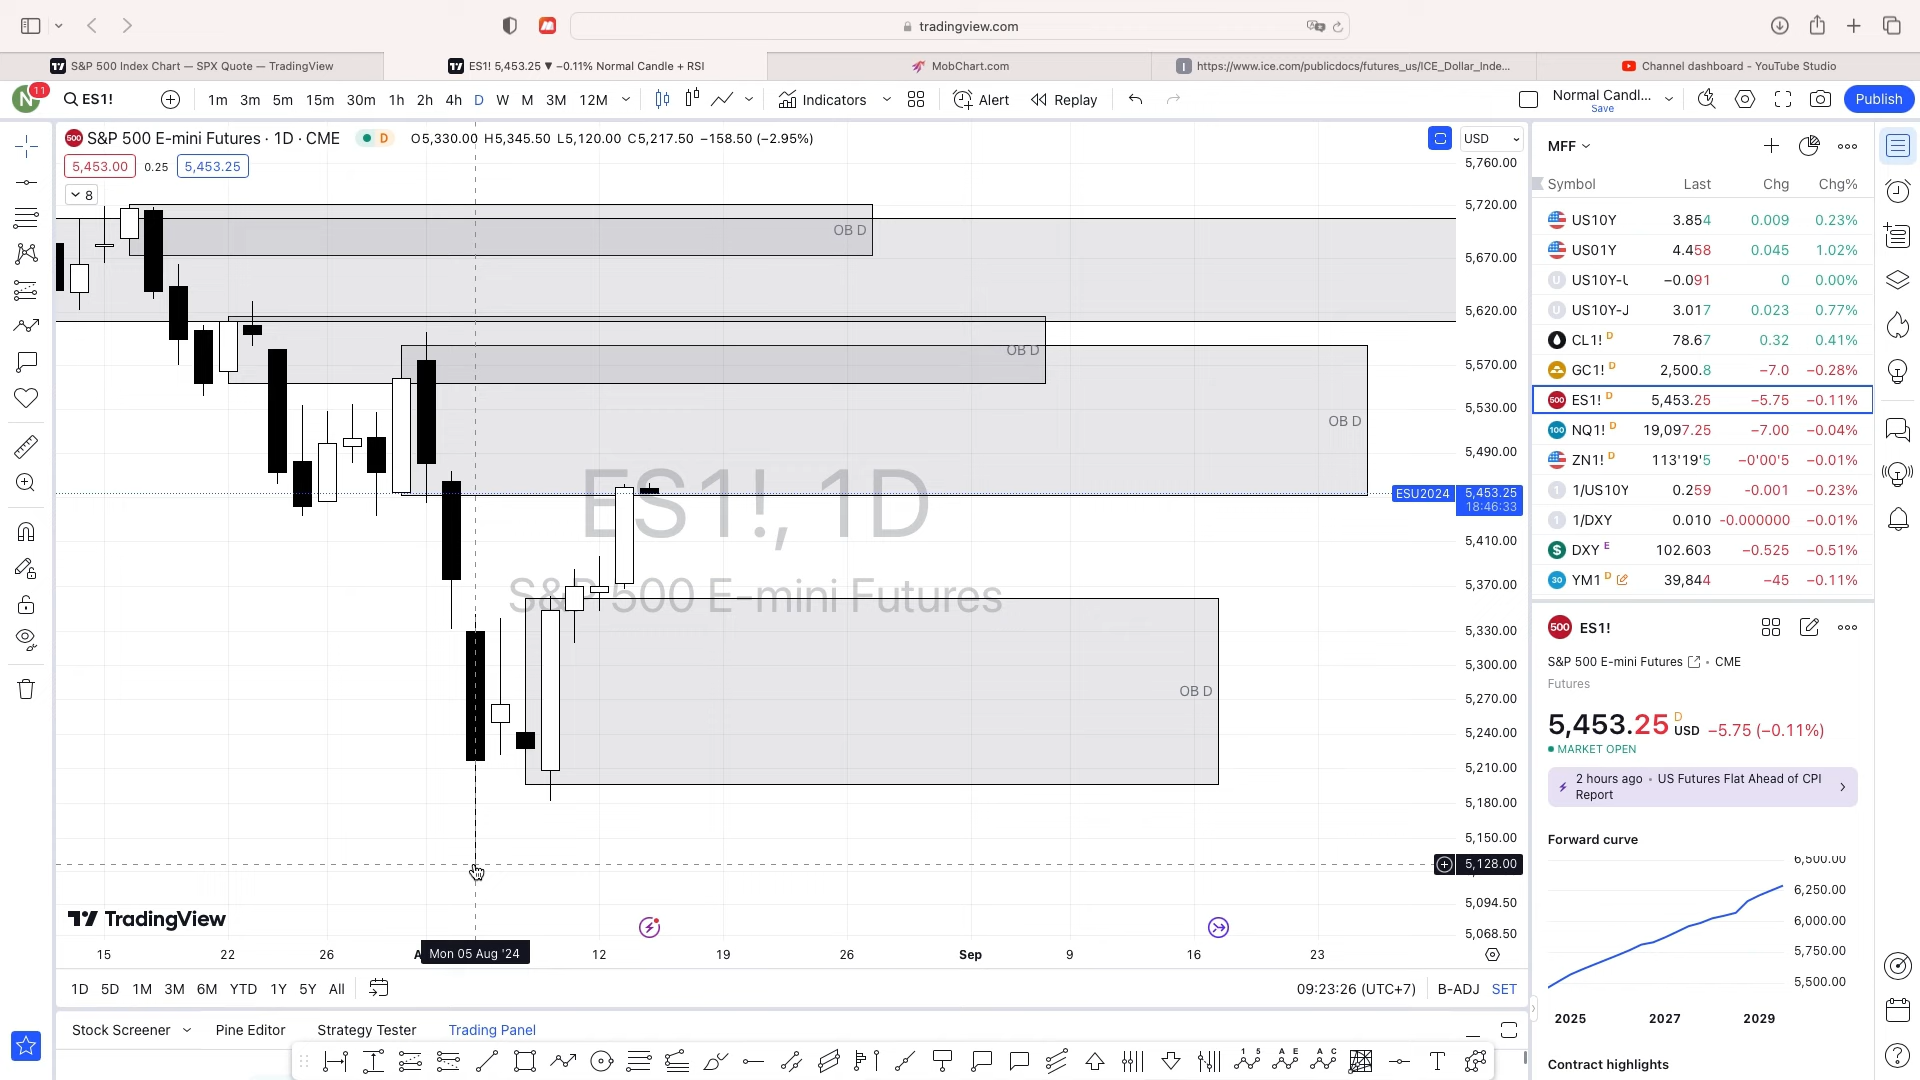 tradingview.com
S&P 500 Index Chart — SPX Quote — TradingView
ES1! 5,453.25 ▼ −0.11% Normal Candle + RSI
MobChart.com
https://www.ice.com/publicdocs/futures_us/ICE_Dollar_Inde...
Channel dashboard - YouTube Studio
N 11
ES1!
1m 3m 5m 15m 30m 1h 2h 4h D W M 3M 12M
Indicators
Alert
Replay
Normal Candl...
Save
Publish
S&P 500 E-mini Futures · 1D · CME
D
O5,330.00 H5,345.50 L5,120.00 C5,217.50 −158.50 (−2.95%)
USD
5,453.00 0.25 5,453.25
8
OB D
OB D
OB D
OB D
ES1!, 1D
S&P 500 E-mini Futures
5,760.00
5,720.00
5,670.00
5,620.00
5,570.00
5,530.00
5,490.00
ESU2024 5,453.25
18:46:33
5,410.00
5,370.00
5,330.00
5,300.00
5,270.00
5,240.00
5,210.00
5,180.00
5,150.00
5,128.00
5,094.50
5,068.50
TradingView
15 22 26 A Mon 05 Aug '24 12 19 26 Sep 9 16 23
1D 5D 1M 3M 6M YTD 1Y 5Y All
09:23:26 (UTC+7) B-ADJ SET
Stock Screener Pine Editor Strategy Tester Trading Panel
MFF
Symbol Last Chg Chg%
US10Y 3.854 0.009 0.23%
US01Y 4.458 0.045 1.02%
US10Y-U −0.091 0 0.00%
US10Y-J 3.017 0.023 0.77%
CL1! D 78.67 0.32 0.41%
GC1! D 2,500.8 −7.0 −0.28%
500 ES1! D 5,453.25 −5.75 −0.11%
100 NQ1! D 19,097.25 −7.00 −0.04%
ZN1! D 113'19'5 −0'00'5 −0.01%
1/US10Y 0.259 -0.001 −0.23%
1/DXY 0.010 -0.000000 −0.01%
DXY E 102.603 −0.525 −0.51%
30 YM1 D 39,844 −45 −0.11%
500 ES1!
S&P 500 E-mini Futures · CME
Futures
5,453.25 D USD −5.75 (−0.11%)
MARKET OPEN
2 hours ago · US Futures Flat Ahead of CPI
Report
Forward curve
6,500.00
6,250.00
6,000.00
5,750.00
5,500.00
2025 2027 2029
Contract highlights